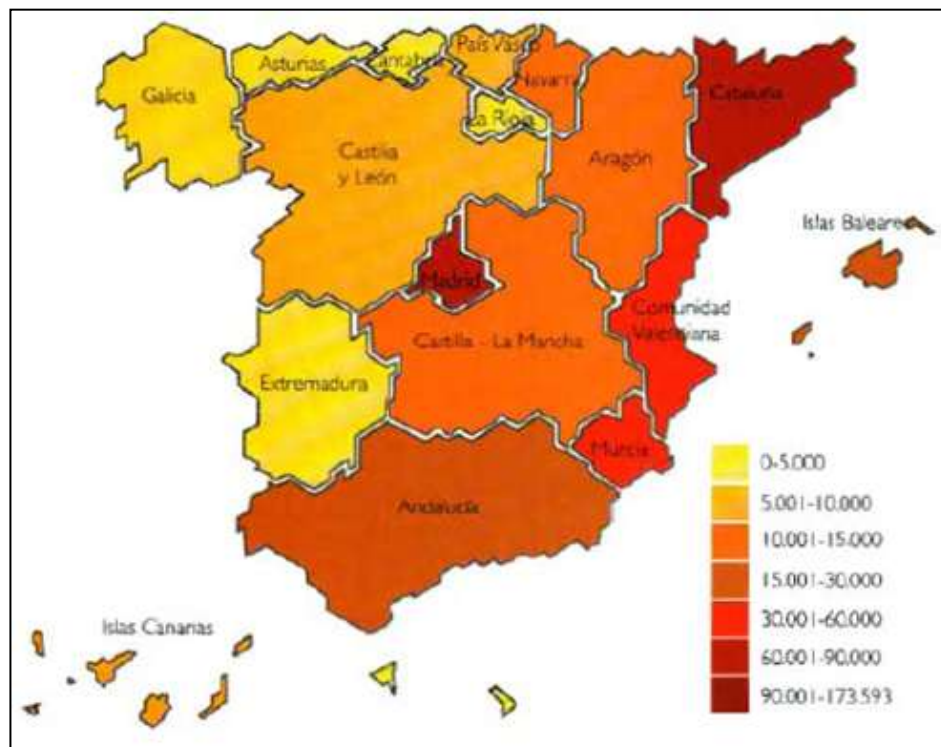 País Vasco
Asturias
Cantabria
Navarra
Galicia
Cataluña
La Rioja
Castilla
y León
Aragón
Islas Baleares
Madrid
Comunidad
Valenciana
Castilla - La Mancha
Extremadura
Murcia
Andalucía
Islas Canarias
0-5.000
5.001-10.000
10.001-15.000
15.001-30.000
30.001-60.000
60.001-90.000
90.001-173.593